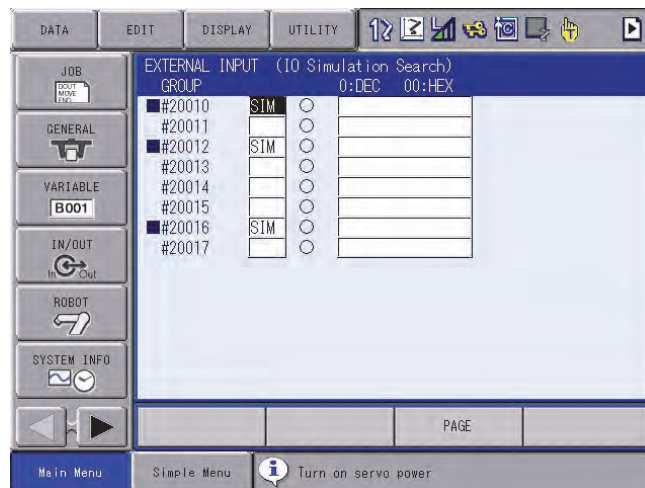 DATA EDIT DISPLAY UTILITY
JOB
DOUT
MOVE
END
GENERAL
VARIABLE
B001
IN/OUT
In Out
ROBOT
SYSTEM INFO
EXTERNAL INPUT (IO Simulation Search)
GROUP 0:DEC 00:HEX
#20010 SIM
#20011
#20012 SIM
#20013
#20014
#20015
#20016 SIM
#20017
PAGE
Main Menu Simple Menu Turn on servo power